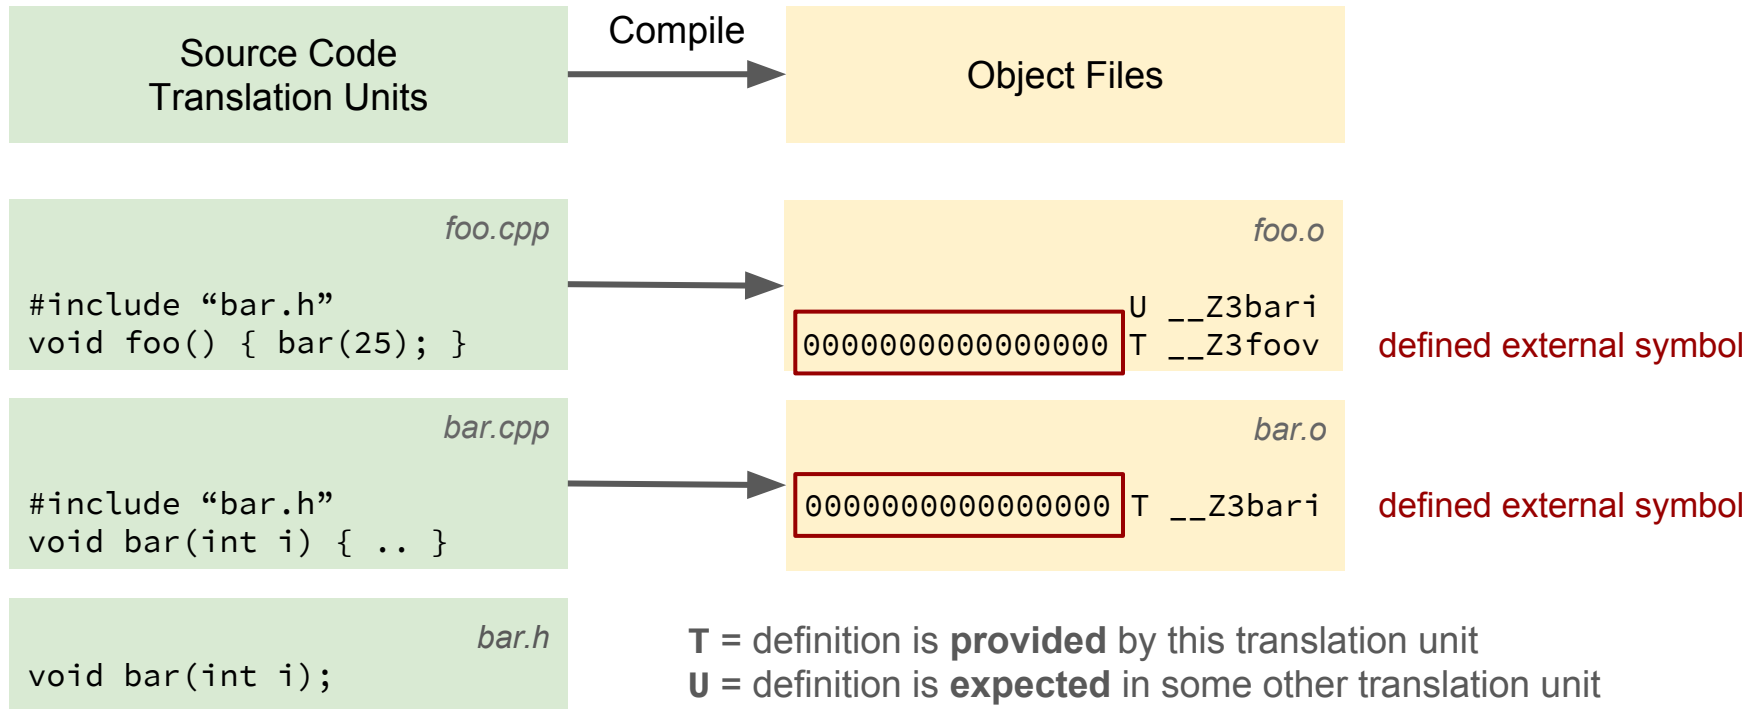 Source Code
Translation Units
Compile
Object Files
foo.cpp
#include “bar.h”
void foo() { bar(25); }
foo.o
U __Z3bari
0000000000000000 T __Z3foov
defined external symbol
bar.cpp
#include “bar.h”
void bar(int i) { .. }
bar.o
0000000000000000 T __Z3bari
defined external symbol
bar.h
void bar(int i);
T = definition is provided by this translation unit
U = definition is expected in some other translation unit